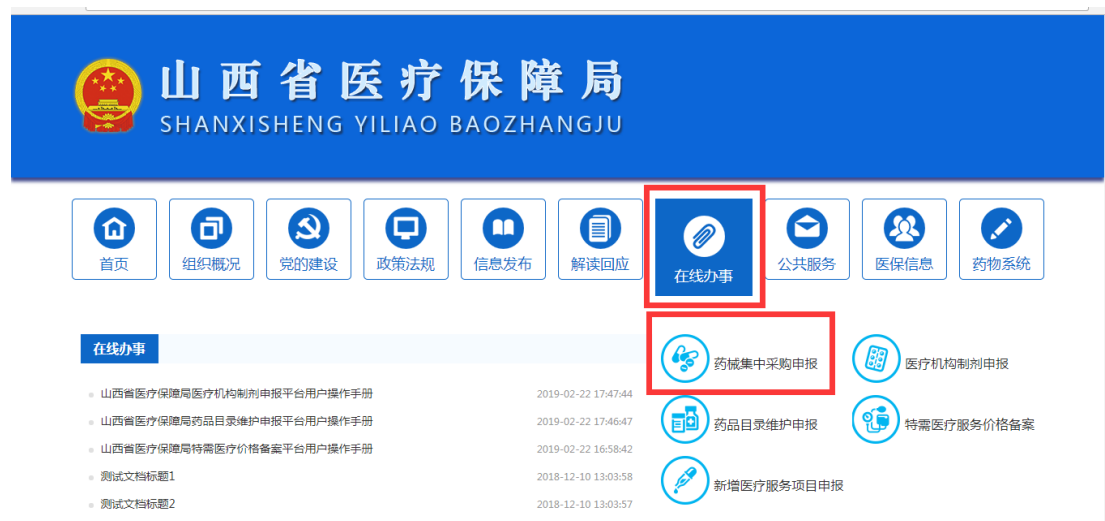 山西省医疗保障局
SHANXISHENG YILIAO BAOZHANGJU
首页
组织概况
党的建设
政策法规
信息发布
解读回应
在线办事
公共服务
医保信息
药物系统
在线办事
山西省医疗保障局医疗机构制剂申报平台用户操作手册 2019-02-22 17:47:44
山西省医疗保障局药品目录维护申报平台用户操作手册 2019-02-22 17:46:47
山西省医疗保障局特需医疗价格备案平台用户操作手册 2019-02-22 16:58:42
测试文档标题1 2018-12-10 13:03:58
测试文档标题2 2018-12-10 13:03:57
药械集中采购申报
医疗机构制剂申报
药品目录维护申报
特需医疗服务价格备案
新增医疗服务项目申报